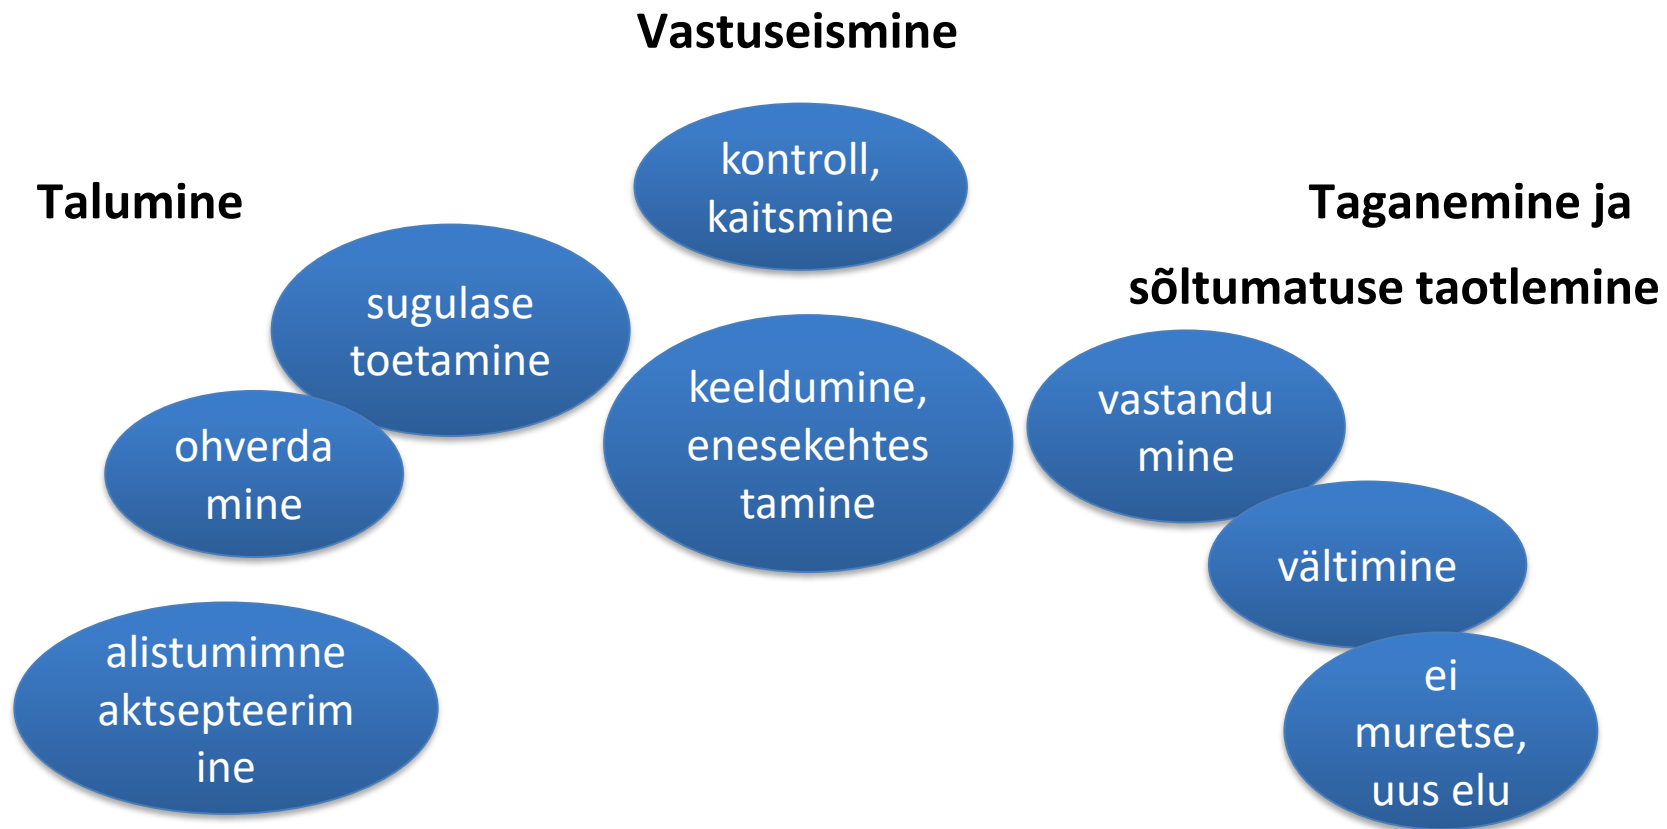 Vastuseismine
kontroll,
kaitsmine
Talumine
Taganemine ja
sõltumatuse taotlemine
sugulase
toetamine
keeldumine,
enesekehtes
tamine
vastandu
mine
ohverda
mine
vältimine
alistumimne
aktsepteerim
ine
ei
muretse,
uus elu